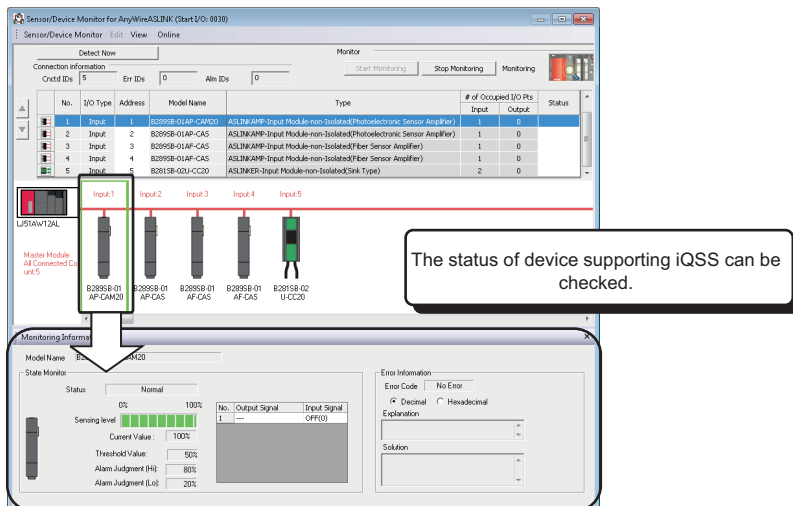 Sensor/Device Monitor for AnyWireASLINK (Start I/O: 0030)
Sensor/Device Monitor Edit View Online
Detect Now
Monitor
Connection information
Cnctd IDs 5 Err IDs 0 Alm IDs 0
Start Monitoring Stop Monitoring Monitoring
No. I/O Type Address Model Name Type # of Occupied I/O Pts Status
Input Output
1 Input 1 B289SB-01AP-CAM20 ASLINKAMP-Input Module-non-Isolated(Photoelectronic Sensor Amplifier) 1 0
2 Input 2 B289SB-01AP-CAS ASLINKAMP-Input Module-non-Isolated(Photoelectronic Sensor Amplifier) 1 0
3 Input 3 B289SB-01AF-CAS ASLINKAMP-Input Module-non-Isolated(Fiber Sensor Amplifier) 1 0
4 Input 4 B289SB-01AF-CAS ASLINKAMP-Input Module-non-Isolated(Fiber Sensor Amplifier) 1 0
5 Input 5 B281SB-02U-CC20 ASLINKER-Input Module-non-Isolated(Sink Type) 2 0
Input:1 Input:2 Input:3 Input:4 Input:5
LJ51AW12AL
Master Module
All Connected Co
unt:5
B289SB-01 B289SB-01 B289SB-01 B289SB-01 B281SB-02
AP-CAM20 AP-CAS AF-CAS AF-CAS U-CC20
The status of device supporting iQSS can be
checked.
Monitoring Informa
Model Name B28 AM20
State Monitor
Status Normal
0% 100%
Sensing level
Current Value : 100%
Threshold Value: 50%
Alarm Judgment (Hi): 80%
Alarm Judgment (Lo): 20%
No. Output Signal Input Signal
1 --- OFF(0)
Error Information
Error Code No Error
Decimal Hexadecimal
Explanation
Solution